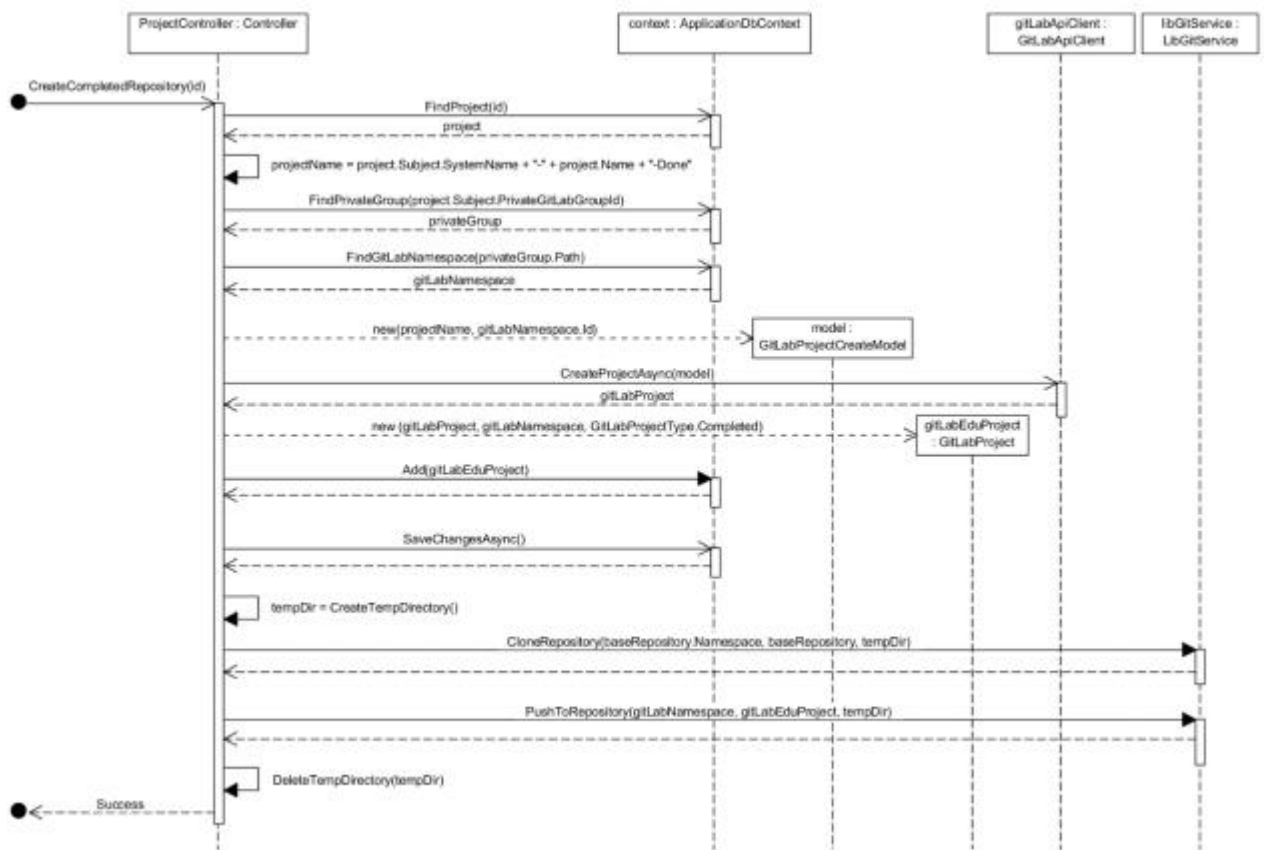 ProjectController : Controller
context : ApplicationDbContext
gitLabApiClient :
GitLabApiClient
libGitService :
LibGitService
CreateCompletedRepository(id)
FindProject(id)
project
projectName = project.Subject.SystemName + "-" + project.Name + "-Done"
FindPrivateGroup(project.Subject.PrivateGitLabGroupId)
privateGroup
FindGitLabNamespace(privateGroup.Path)
gitLabNamespace
new(projectName, gitLabNamespace.Id)
model :
GitLabProjectCreateModel
CreateProjectAsync(model)
gitLabProject
new (gitLabProject, gitLabNamespace, GitLabProjectType.Completed)
gitLabEduProject
: GitLabProject
Add(gitLabEduProject)
SaveChangesAsync()
tempDir = CreateTempDirectory()
CloneRepository(baseRepository.Namespace, baseRepository, tempDir)
PushToRepository(gitLabNamespace, gitLabEduProject, tempDir)
DeleteTempDirectory(tempDir)
Success